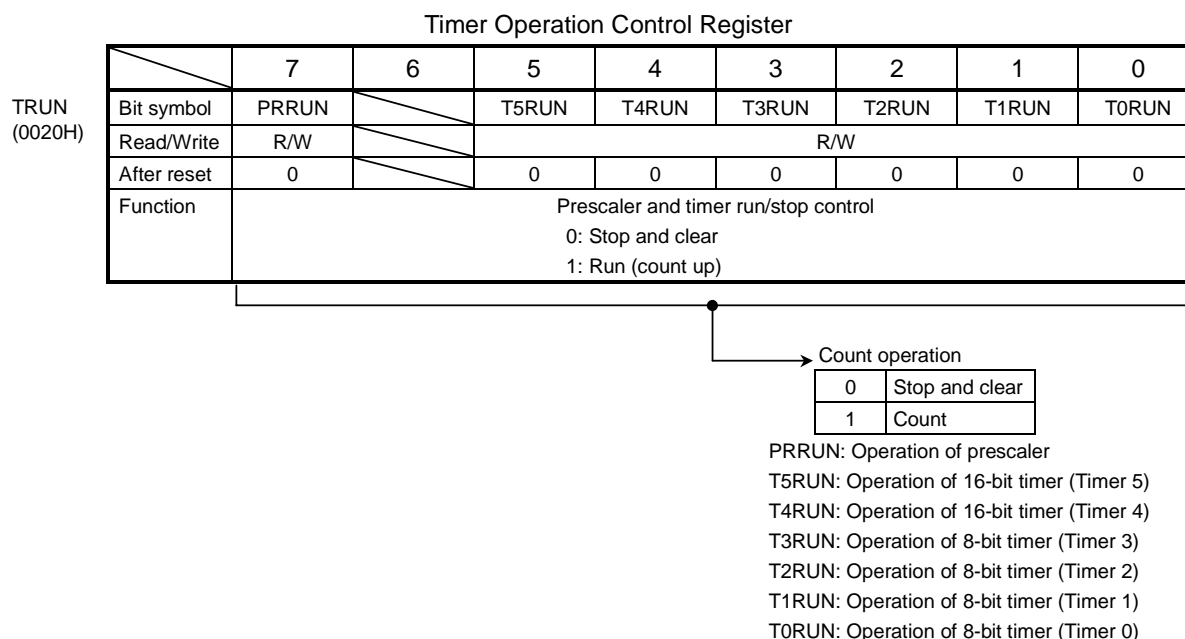 Timer Operation Control Register
7 6 5 4 3 2 1 0
TRUN
(0020H)
Bit symbol PRRUN T5RUN T4RUN T3RUN T2RUN T1RUN T0RUN
Read/Write R/W R/W
After reset 0 0 0 0 0 0 0
Function Prescaler and timer run/stop control
0: Stop and clear
1: Run (count up)
Count operation
0 Stop and clear
1 Count
PRRUN: Operation of prescaler
T5RUN: Operation of 16-bit timer (Timer 5)
T4RUN: Operation of 16-bit timer (Timer 4)
T3RUN: Operation of 8-bit timer (Timer 3)
T2RUN: Operation of 8-bit timer (Timer 2)
T1RUN: Operation of 8-bit timer (Timer 1)
T0RUN: Operation of 8-bit timer (Timer 0)